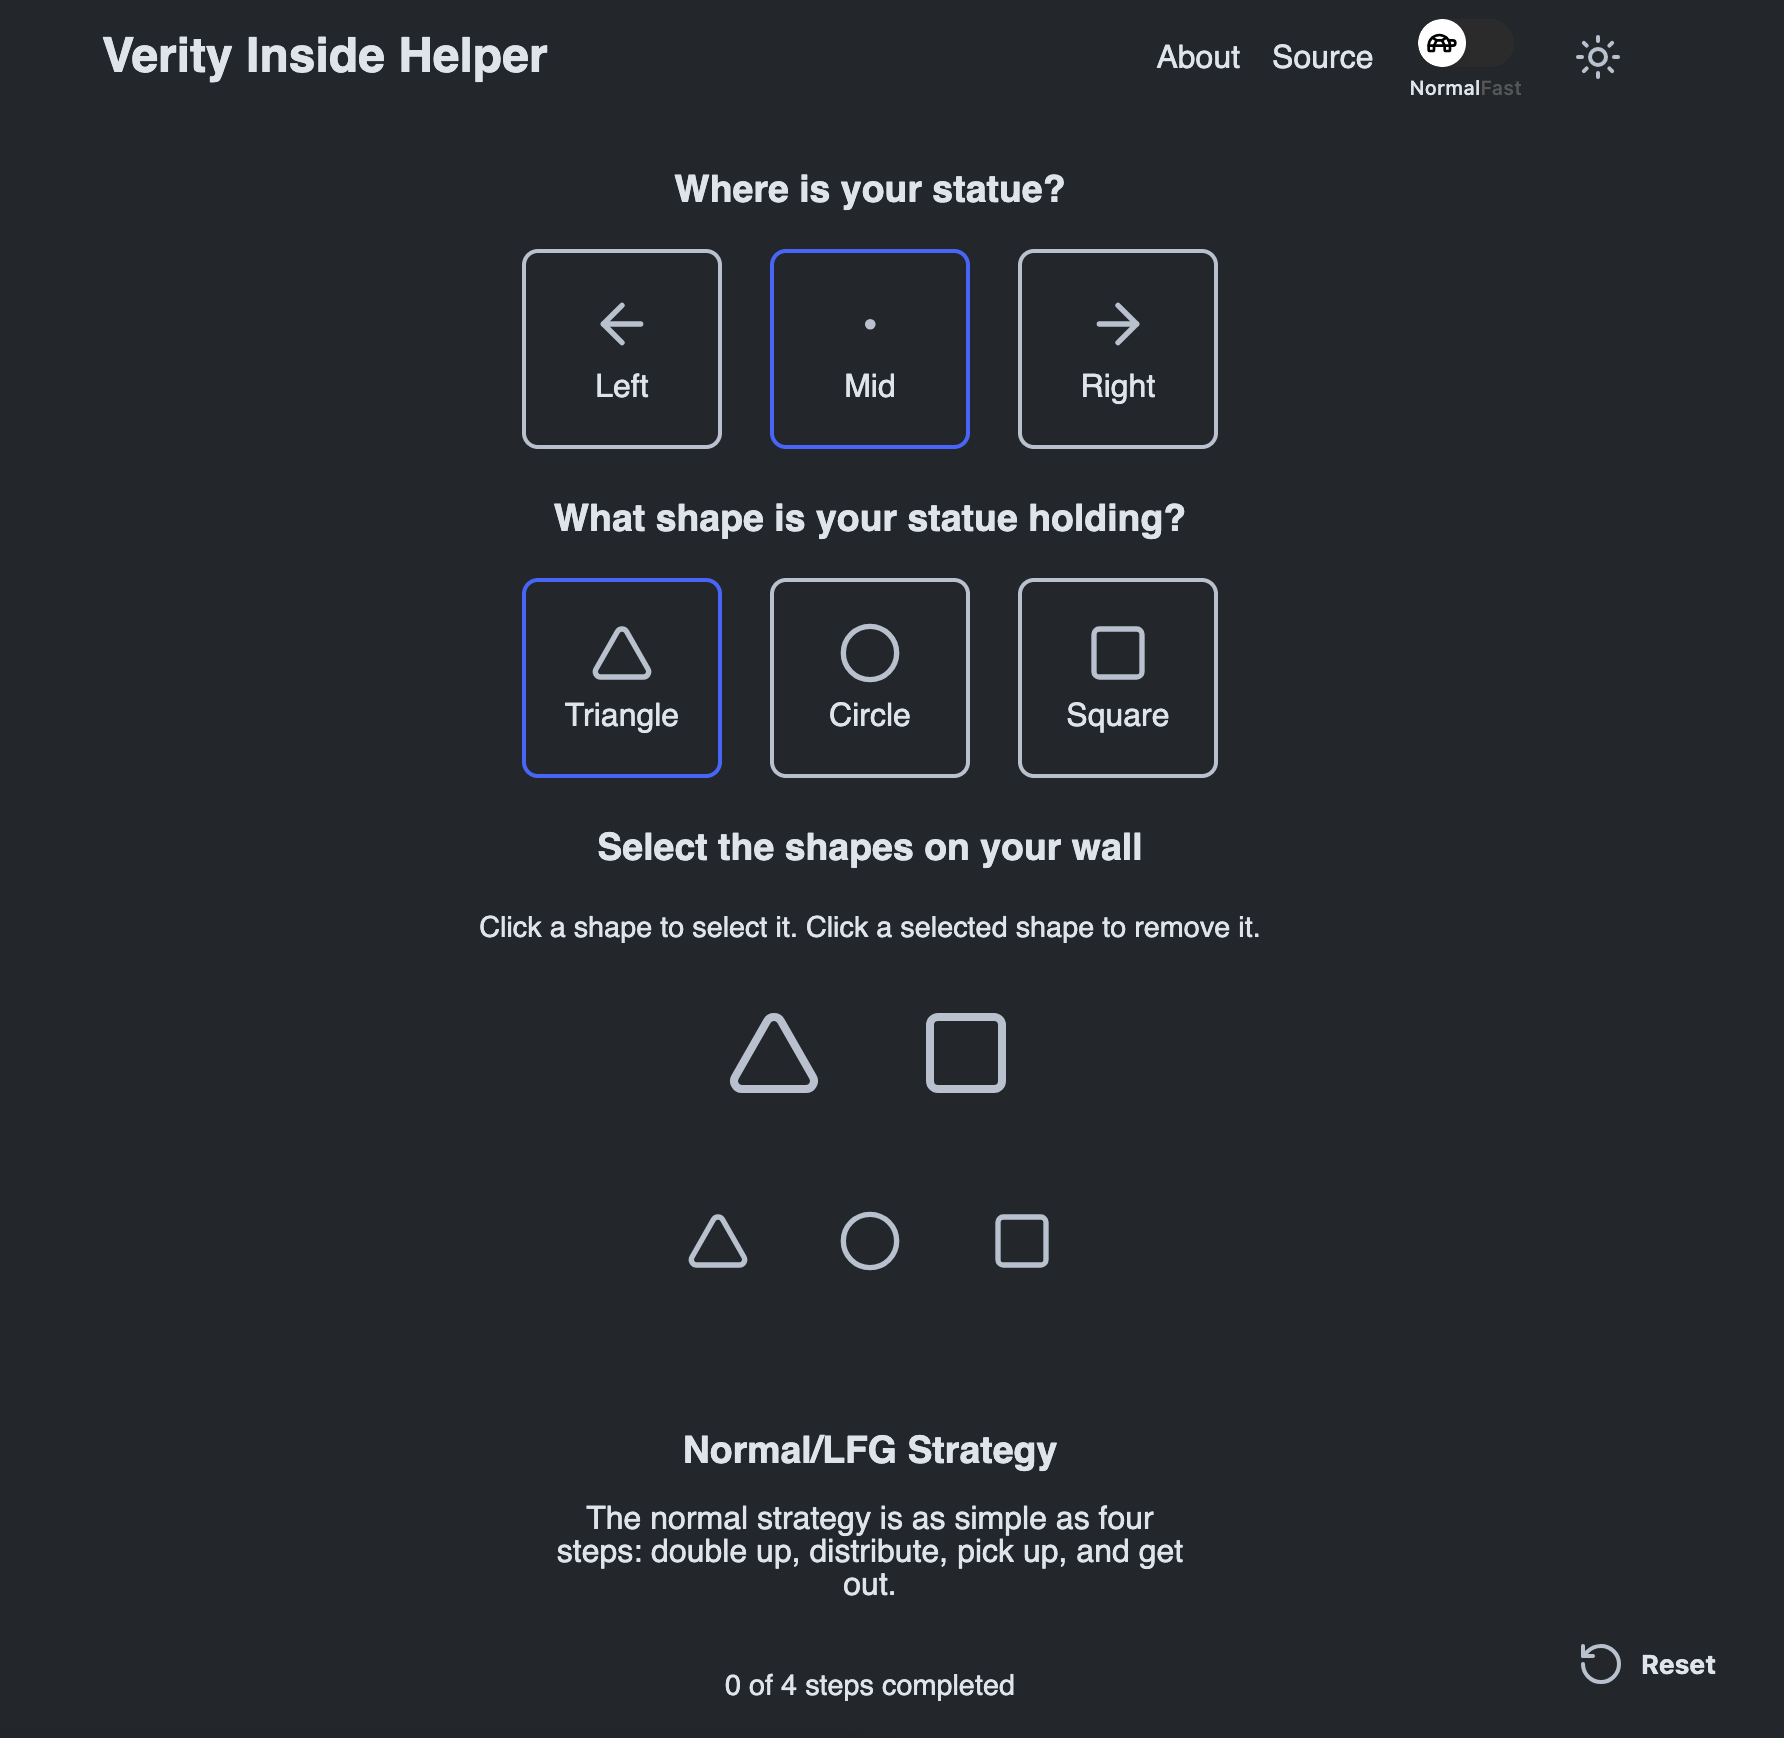 Verity Inside Helper
About
Source
NormalFast
Where is your statue?
Left
Mid
Right
What shape is your statue holding?
Triangle
Circle
Square
Select the shapes on your wall
Click a shape to select it. Click a selected shape to remove it.
Normal/LFG Strategy
The normal strategy is as simple as four
steps: double up, distribute, pick up, and get
out.
0 of 4 steps completed
Reset